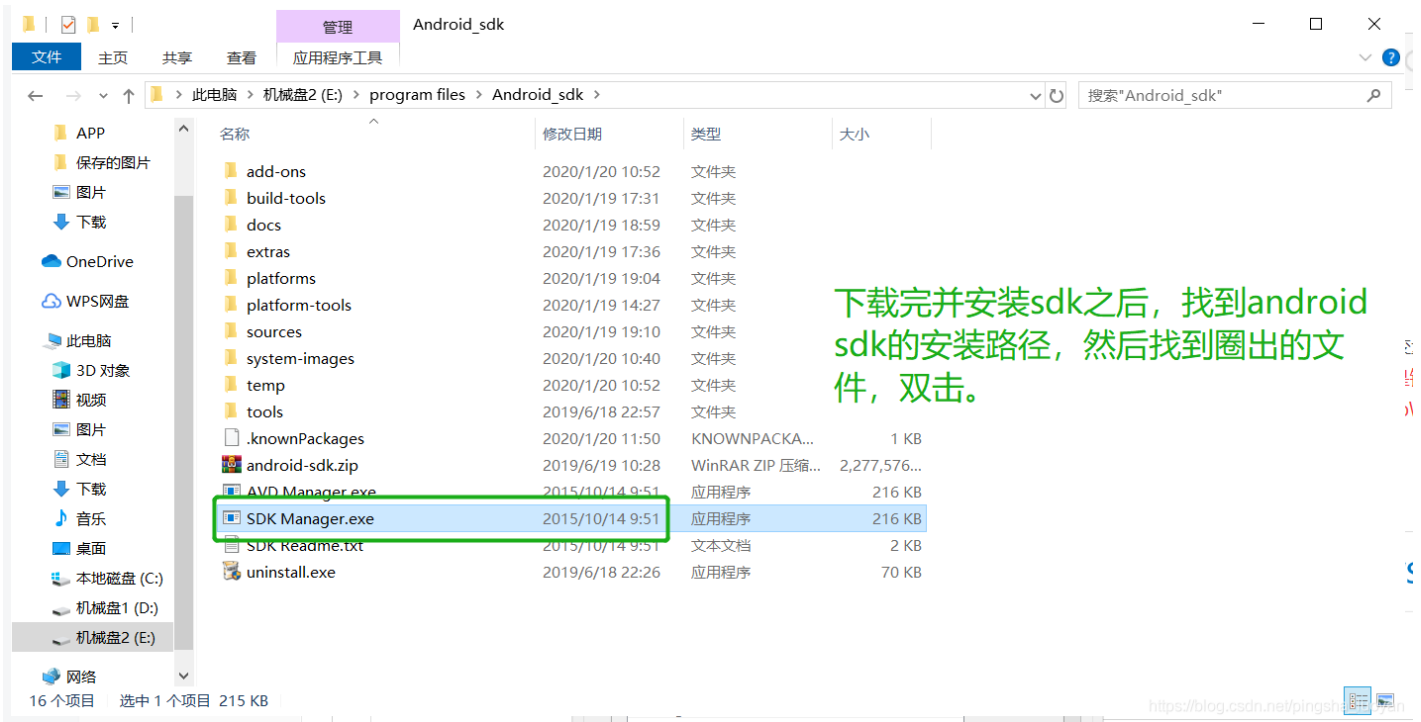 管理
Android_sdk
文件
主页
共享
查看
应用程序工具
此电脑
机械盘2 (E:)
program files
Android_sdk
搜索"Android_sdk"
APP
保存的图片
图片
下载
OneDrive
WPS网盘
此电脑
3D 对象
视频
图片
文档
下载
音乐
桌面
本地磁盘 (C:)
机械盘1 (D:)
机械盘2 (E:)
网络
名称 修改日期 类型 大小
add-ons 2020/1/20 10:52 文件夹
build-tools 2020/1/19 17:31 文件夹
docs 2020/1/19 18:59 文件夹
extras 2020/1/19 17:36 文件夹
platforms 2020/1/19 19:04 文件夹
platform-tools 2020/1/19 14:27 文件夹
sources 2020/1/19 19:10 文件夹
system-images 2020/1/20 10:40 文件夹
temp 2020/1/20 10:52 文件夹
tools 2019/6/18 22:57 文件夹
.knownPackages 2020/1/20 11:50 KNOWNPACKA... 1 KB
android-sdk.zip 2019/6/19 10:28 WinRAR ZIP 压缩... 2,277,576...
AVD Manager.exe 2015/10/14 9:51 应用程序 216 KB
SDK Manager.exe 2015/10/14 9:51 应用程序 216 KB
SDK Readme.txt 2015/10/14 9:51 文本文档 2 KB
uninstall.exe 2019/6/18 22:26 应用程序 70 KB
下载完并安装sdk之后，找到android
sdk的安装路径，然后找到圈出的文
件，双击。
16 个项目 选中 1 个项目 215 KB